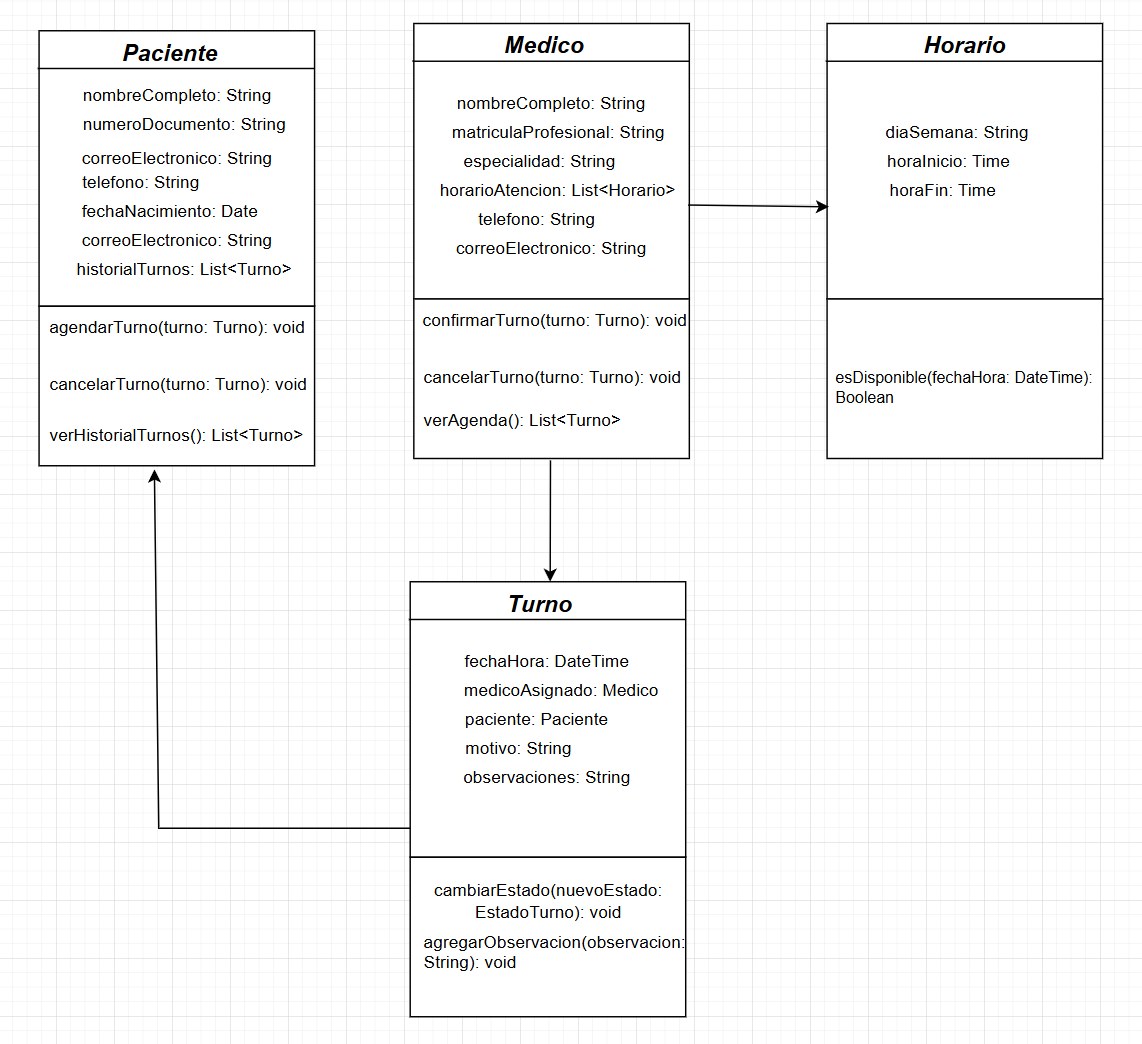 Paciente
nombreCompleto: String
numeroDocumento: String
correoElectronico: String
telefono: String
fechaNacimiento: Date
correoElectronico: String
historialTurnos: List<Turno>
agendarTurno(turno: Turno): void
cancelarTurno(turno: Turno): void
verHistorialTurnos(): List<Turno>
Medico
nombreCompleto: String
matriculaProfesional: String
especialidad: String
horarioAtencion: List<Horario>
telefono: String
correoElectronico: String
confirmarTurno(turno: Turno): void
cancelarTurno(turno: Turno): void
verAgenda(): List<Turno>
Horario
diaSemana: String
horaInicio: Time
horaFin: Time
esDisponible(fechaHora: DateTime):
Boolean
Turno
fechaHora: DateTime
medicoAsignado: Medico
paciente: Paciente
motivo: String
observaciones: String
cambiarEstado(nuevoEstado:
EstadoTurno): void
agregarObservacion(observacion:
String): void